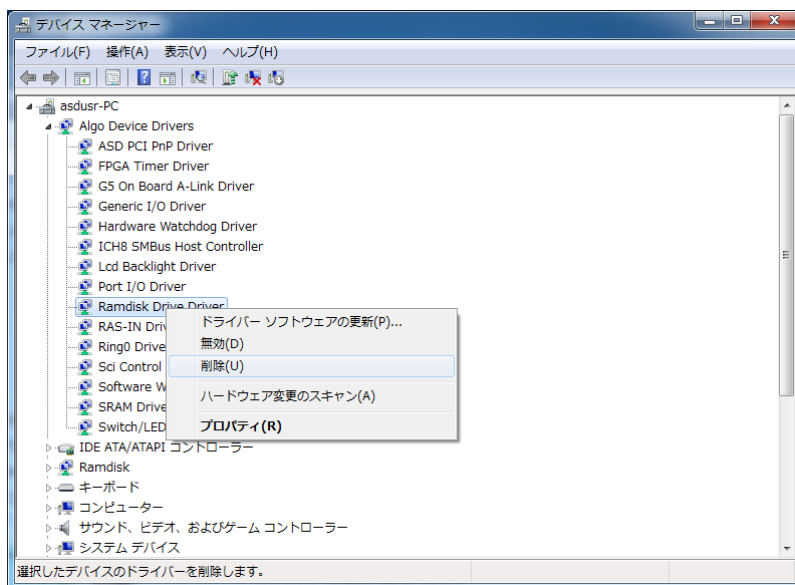 デバイス マネージャー
ファイル(F) 操作(A) 表示(V) ヘルプ(H)
asdusr-PC
Algo Device Drivers
ASD PCI PnP Driver
FPGA Timer Driver
G5 On Board A-Link Driver
Generic I/O Driver
Hardware Watchdog Driver
ICH8 SMBus Host Controller
Lcd Backlight Driver
Port I/O Driver
Ramdisk Drive Driver
RAS-IN Driv
Ring0 Drive
Sci Control
Software W
SRAM Drive
Switch/LED
ドライバー ソフトウェアの更新(P)...
無効(D)
削除(U)
ハードウェア変更のスキャン(A)
プロパティ(R)
IDE ATA/ATAPI コントローラー
Ramdisk
キーボード
コンピューター
サウンド、ビデオ、およびゲーム コントローラー
システム デバイス
選択したデバイスのドライバーを削除します。